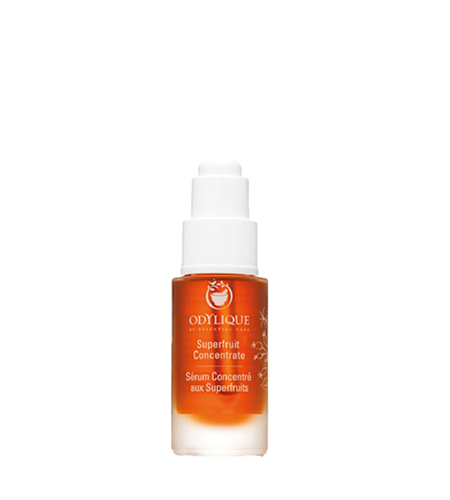 ODYLIQUE
BY ESSENTIAL CARE
Superfruit
Concentrate
Sérum Concentré
aux Superfruits